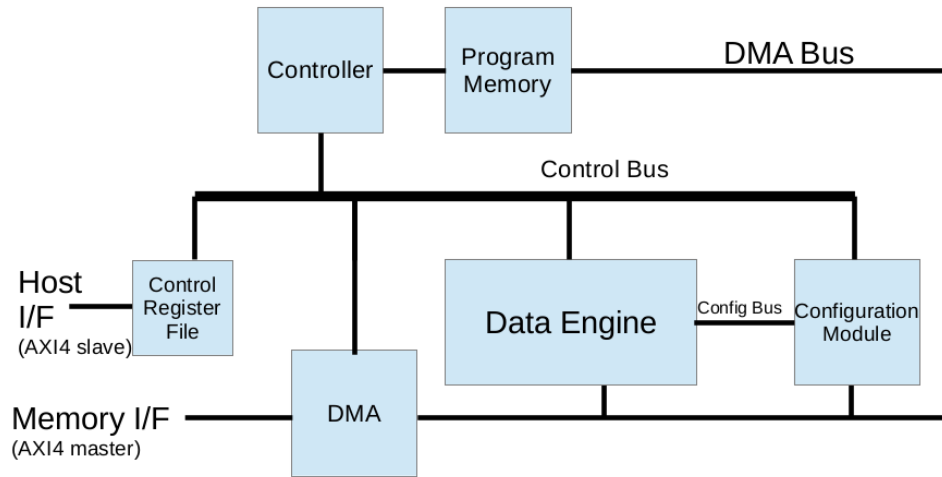 Controller
Program
Memory
DMA Bus
Control Bus
Host
I/F
(AXI4 slave)
Control
Register
File
Data Engine
Config Bus
Configuration
Module
Memory I/F
(AXI4 master)
DMA